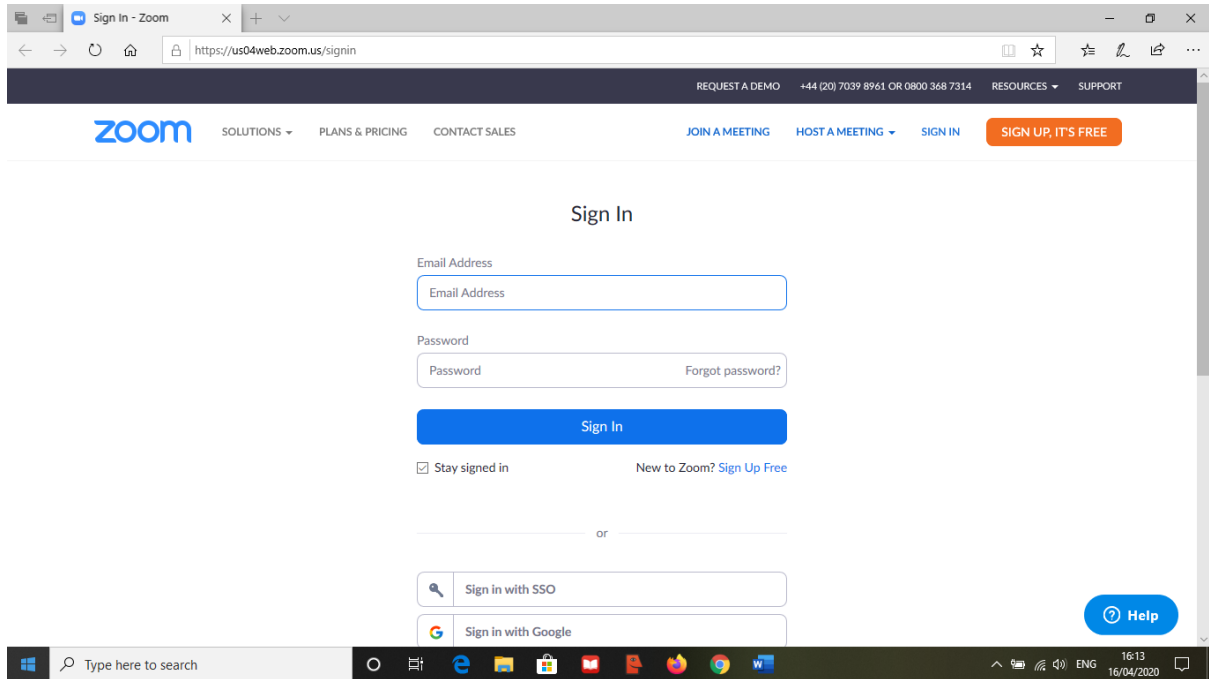 Sign In - Zoom
https://us04web.zoom.us/signin
REQUEST A DEMO +44 (20) 7039 8961 OR 0800 368 7314 RESOURCES SUPPORT
zoom SOLUTIONS PLANS & PRICING CONTACT SALES JOIN A MEETING HOST A MEETING SIGN IN SIGN UP, IT'S FREE
Sign In
Email Address
Email Address
Password
Password Forgot password?
Sign In
Stay signed in New to Zoom? Sign Up Free
or
Sign in with SSO
Sign in with Google
Help
Type here to search ENG 16:13
16/04/2020